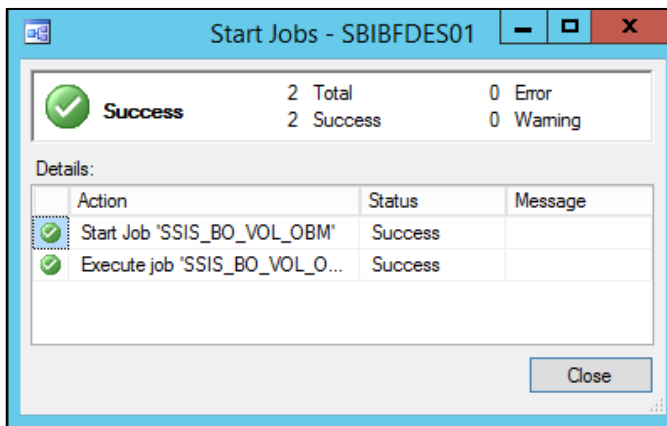 Start Jobs - SBIBFDES01
Success 2 Total 0 Error
2 Success 0 Warning
Details:
Action Status Message
Start Job 'SSIS_BO_VOL_OBM' Success
Execute job 'SSIS_BO_VOL_O... Success
Close